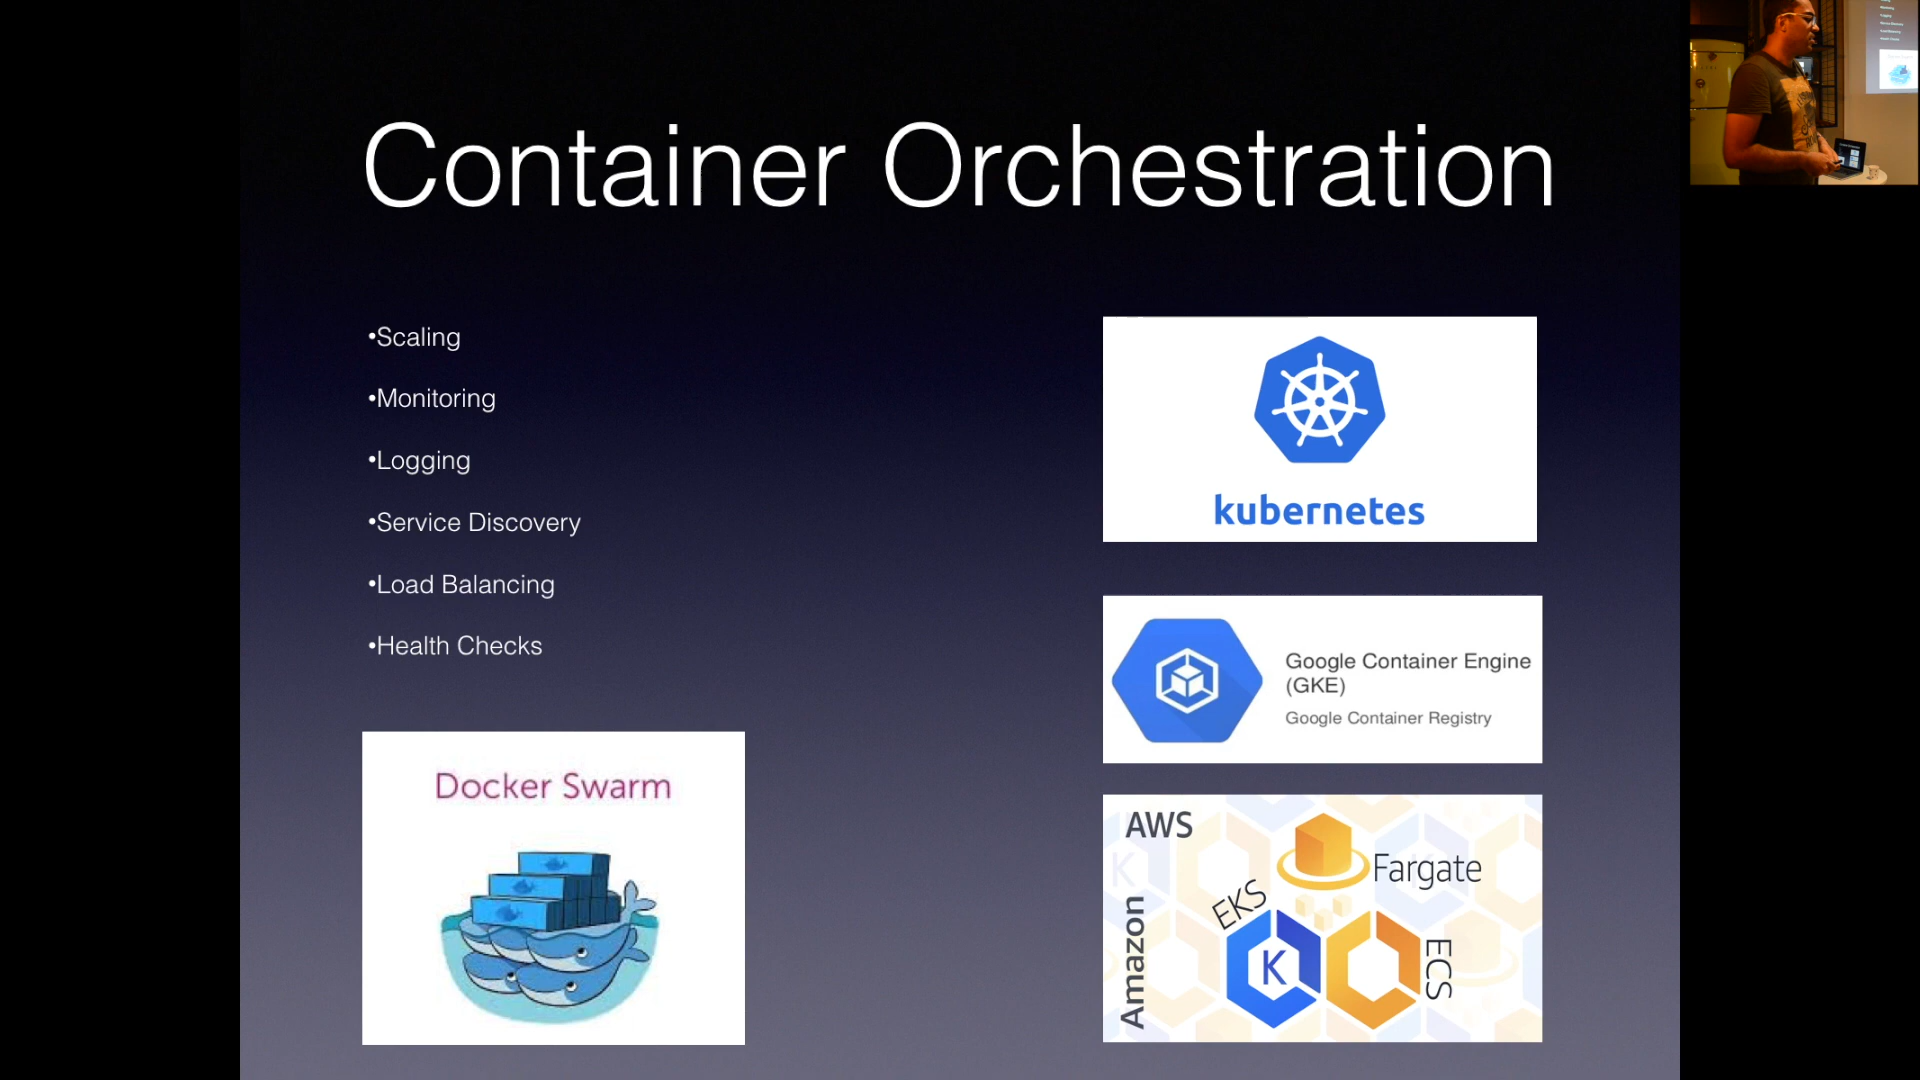 Container Orchestration
•Scaling
•Monitoring
•Logging
•Service Discovery
•Load Balancing
•Health Checks
Docker Swarm
kubernetes
Google Container Engine
(GKE)
Google Container Registry
AWS
Amazon
Fargate
EKS
K
ECS